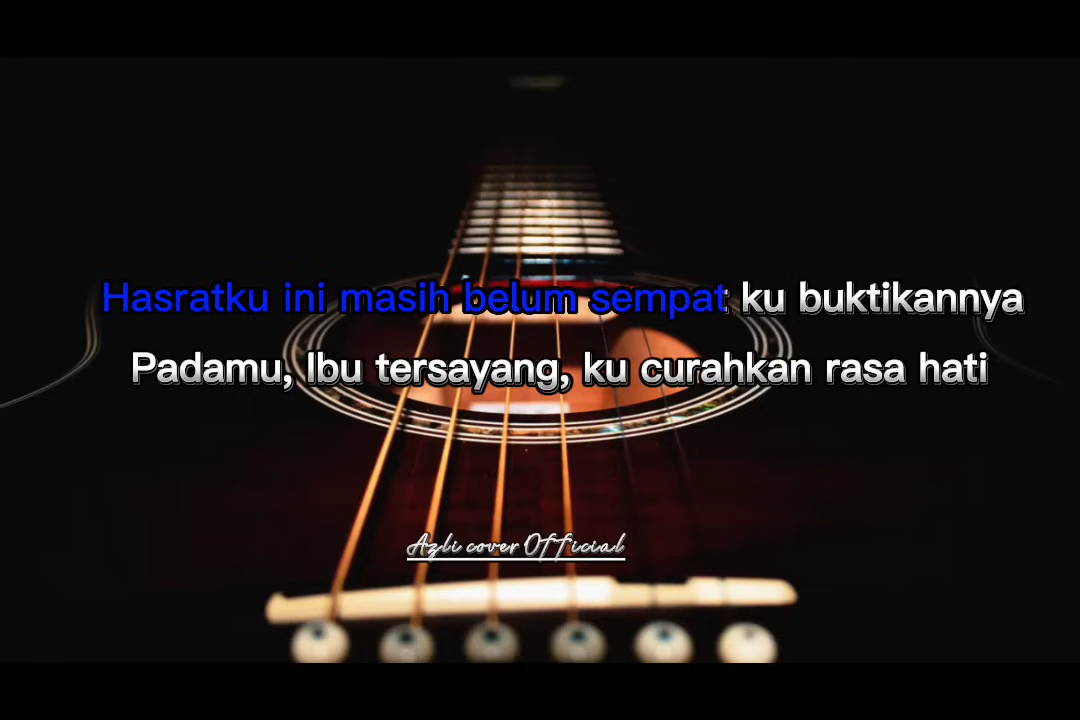 Hasratku ini masih belum sempat ku buktikannya
Padamu, Ibu tersayang, ku curahkan rasa hati
Azli cover Official